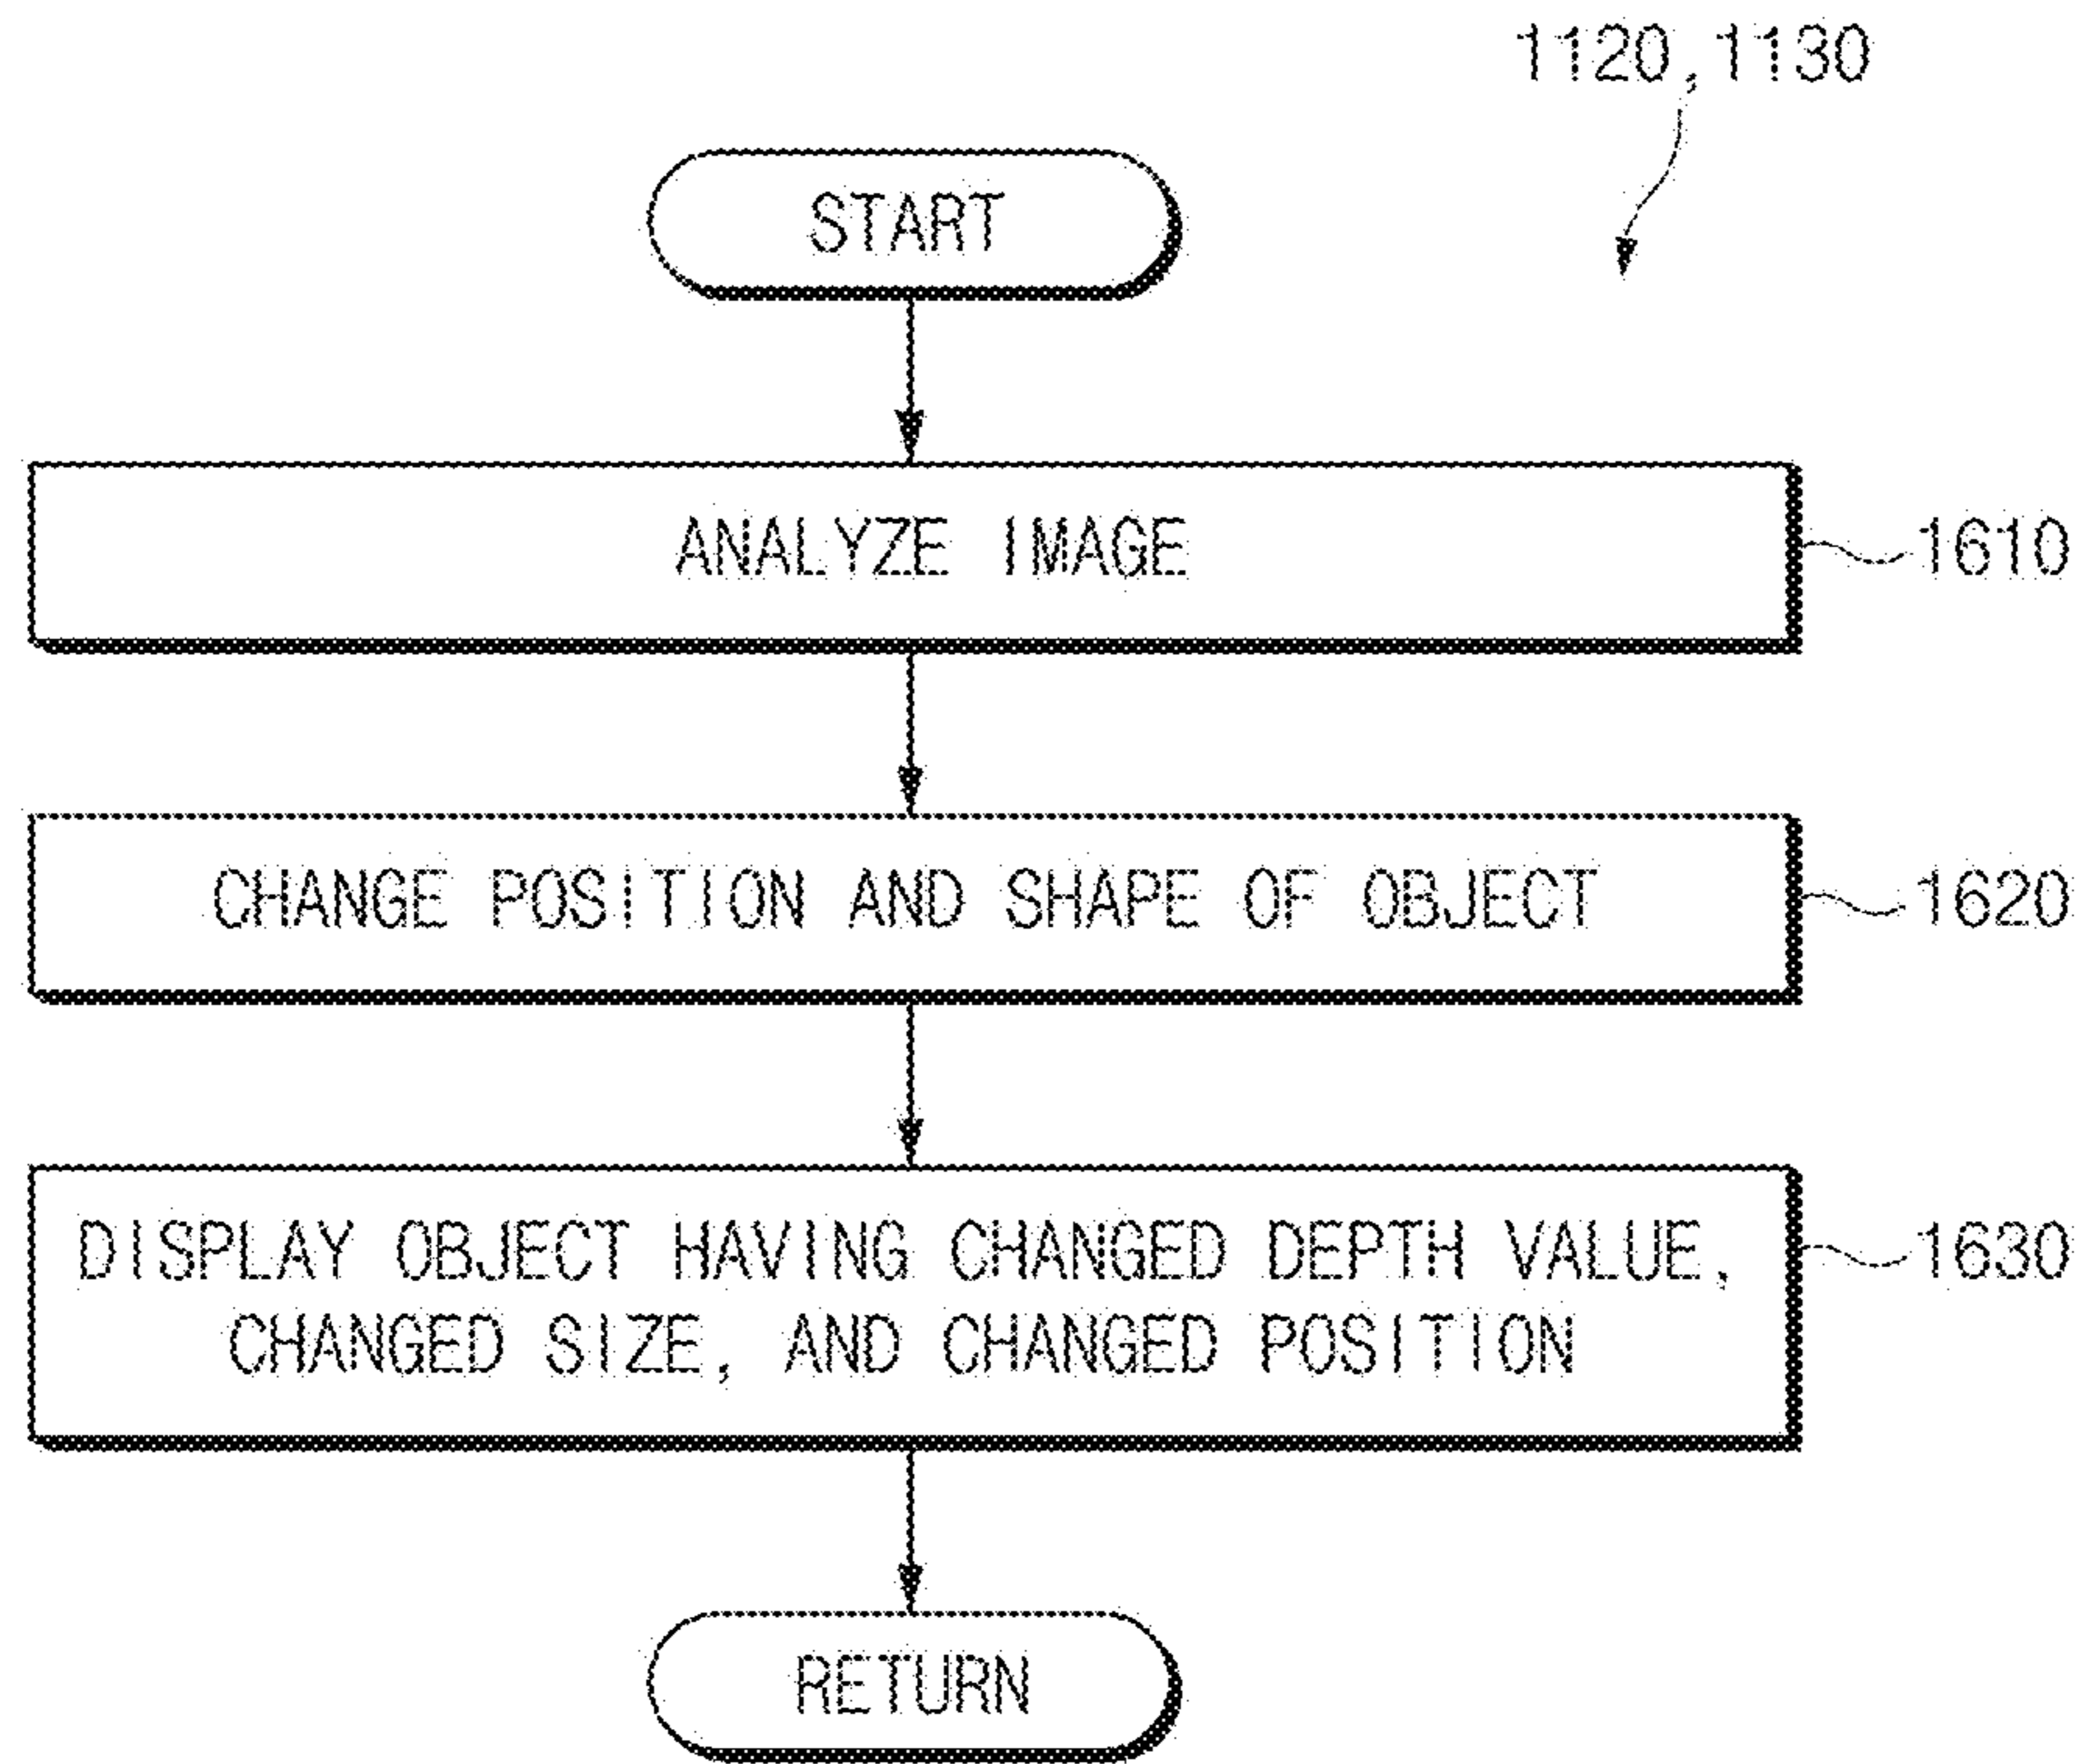 1120,1130
START
ANALYZE IMAGE
1610
CHANGE POSITION AND SHAPE OF OBJECT
1620
DISPLAY OBJECT HAVING CHANGED DEPTH VALUE,
CHANGED SIZE, AND CHANGED POSITION
1630
RETURN